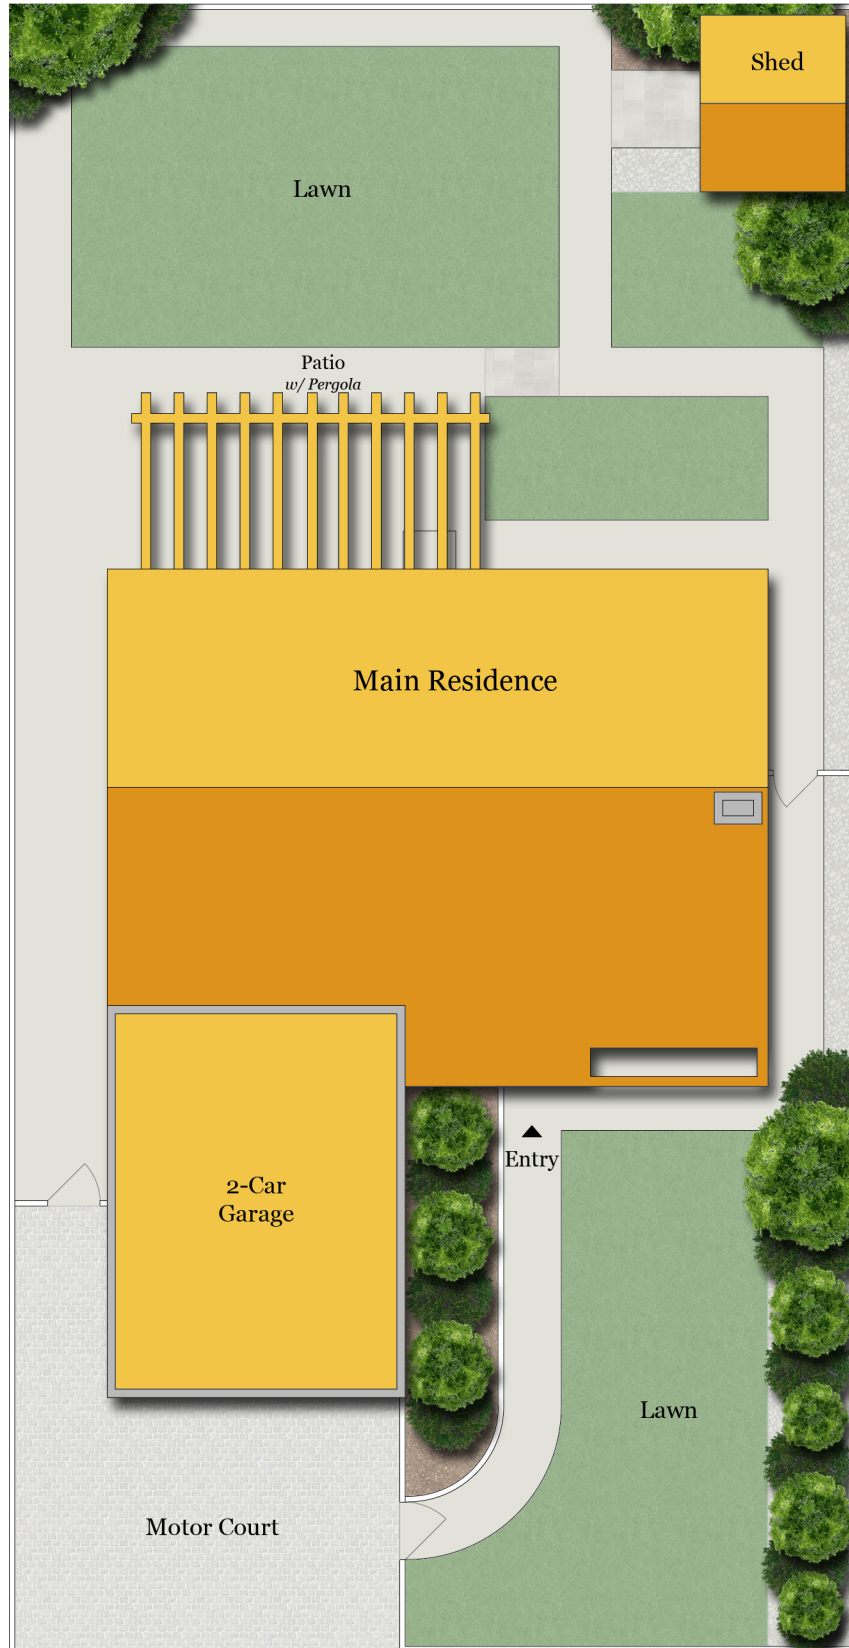 Shed
Lawn
Patio
w/ Pergola
Main Residence
Entry
2-Car
Garage
Lawn
Motor Court